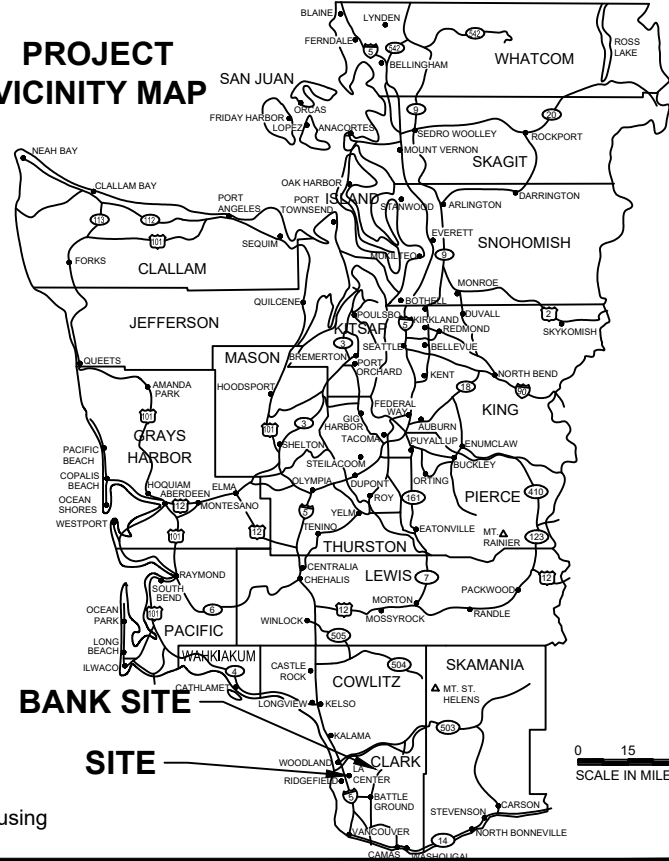 PROJECT
VICINITY MAP
BLAINE
LYNDEN
FERNDALE
5
542
542
BELLINGHAM
WHATCOM
ROSS
LAKE
SAN JUAN
ORCAS
FRIDAY HARBOR
LOPEZ
ANACORTES
9
SEDRO WOOLLEY
20
ROCKPORT
MOUNT VERNON
SKAGIT
NEAH BAY
CLALLAM BAY
OAK HARBOR
ISLAND
PORT
ANGELES
PORT
TOWNSEND
STANWOOD
ARLINGTON
DARRINGTON
113
112
101
SEQUIM
EVERETT
SNOHOMISH
MUKILTEO
9
FORKS
CLALLAM
MONROE
QUILCENE
BOTHELL
JEFFERSON
POULSBO
KITSAP
5
KIRKLAND
DUVALL
REDMOND
2
SKYKOMISH
3
SEATTLE
BELLEVUE
MASON
BREMERTON
PORT
ORCHARD
QUEETS
AMANDA
PARK
HOODSPORT
KENT
NORTH BEND
18
90
101
FEDERAL
WAY
KING
GRAYS
HARBOR
101
3
GIG
HARBOR
AUBURN
TACOMA
PUYALLUP
ENUMCLAW
PACIFIC
BEACH
SHELTON
STEILACOOM
BUCKLEY
COPALIS
BEACH
HOQUIAM
ABERDEEN
ELMA
OLYMPIA
DUPONT
ORTING
OCEAN
SHORES
12
MONTESANO
ROY
161
PIERCE
410
WESTPORT
5
YELM
101
12
TENINO
EATONVILLE
MT.
RAINIER
123
THURSTON
CENTRALIA
CHEHALIS
LEWIS
7
12
RAYMOND
SOUTH
BEND
MORTON
PACKWOOD
101
6
12
MOSSYROCK
RANDLE
OCEAN
PARK
PACIFIC
WINLOCK
505
LONG
BEACH
WAHKIAKUM
504
SKAMANIA
ILWACO
4
CASTLE
ROCK
COWLITZ
CATHLAMET
MT. ST.
HELENS
BANK SITE
LONGVIEW
KELSO
503
KALAMA
SITE
WOODLAND
CLARK
LA
CENTER
RIDGEFIELD
0 15
SCALE IN MILE
5
BATTLE
GROUND
CARSON
STEVENSON
using
VANCOUVER
14
NORTH BONNEVILLE
CAMAS
WASHOUGAL